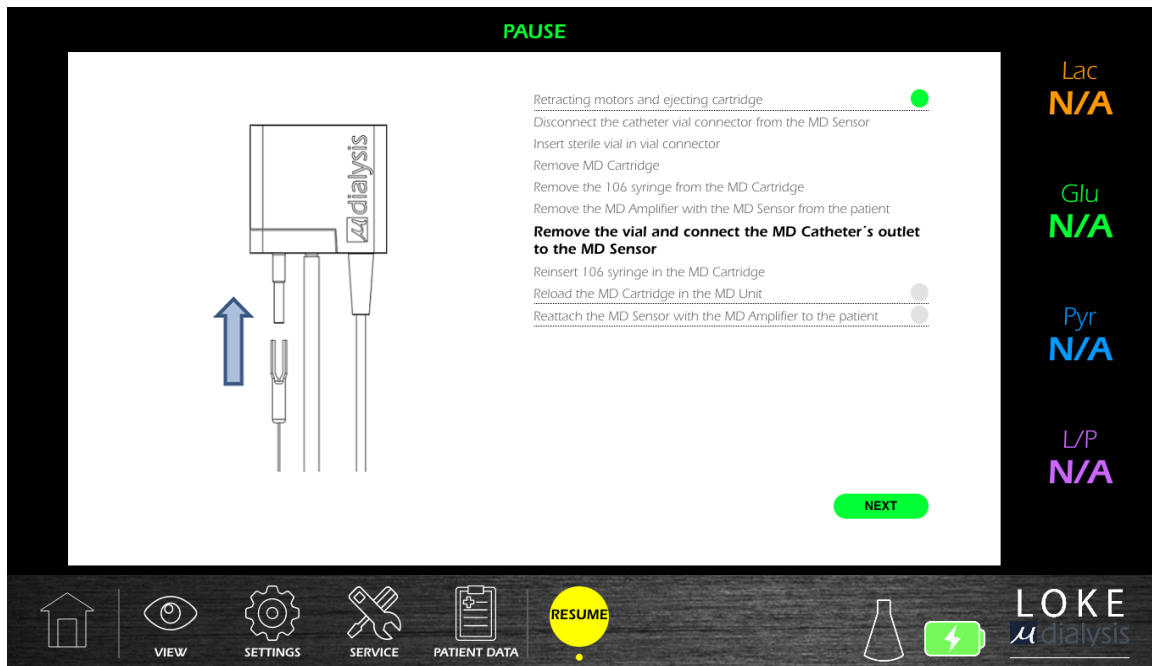 PAUSE
Retracting motors and ejecting cartridge
Disconnect the catheter vial connector from the MD Sensor
Insert sterile vial in vial connector
Remove MD Cartridge
Remove the 106 syringe from the MD Cartridge
Remove the MD Amplifier with the MD Sensor from the patient
Remove the vial and connect the MD Catheter´s outlet
to the MD Sensor
Reinsert 106 syringe in the MD Cartridge
Reload the MD Cartridge in the MD Unit
Reattach the MD Sensor with the MD Amplifier to the patient
NEXT
μdialysis
Lac
N/A
Glu
N/A
Pyr
N/A
L/P
N/A
VIEW
SETTINGS
SERVICE
PATIENT DATA
RESUME
LOKE
μdialysis